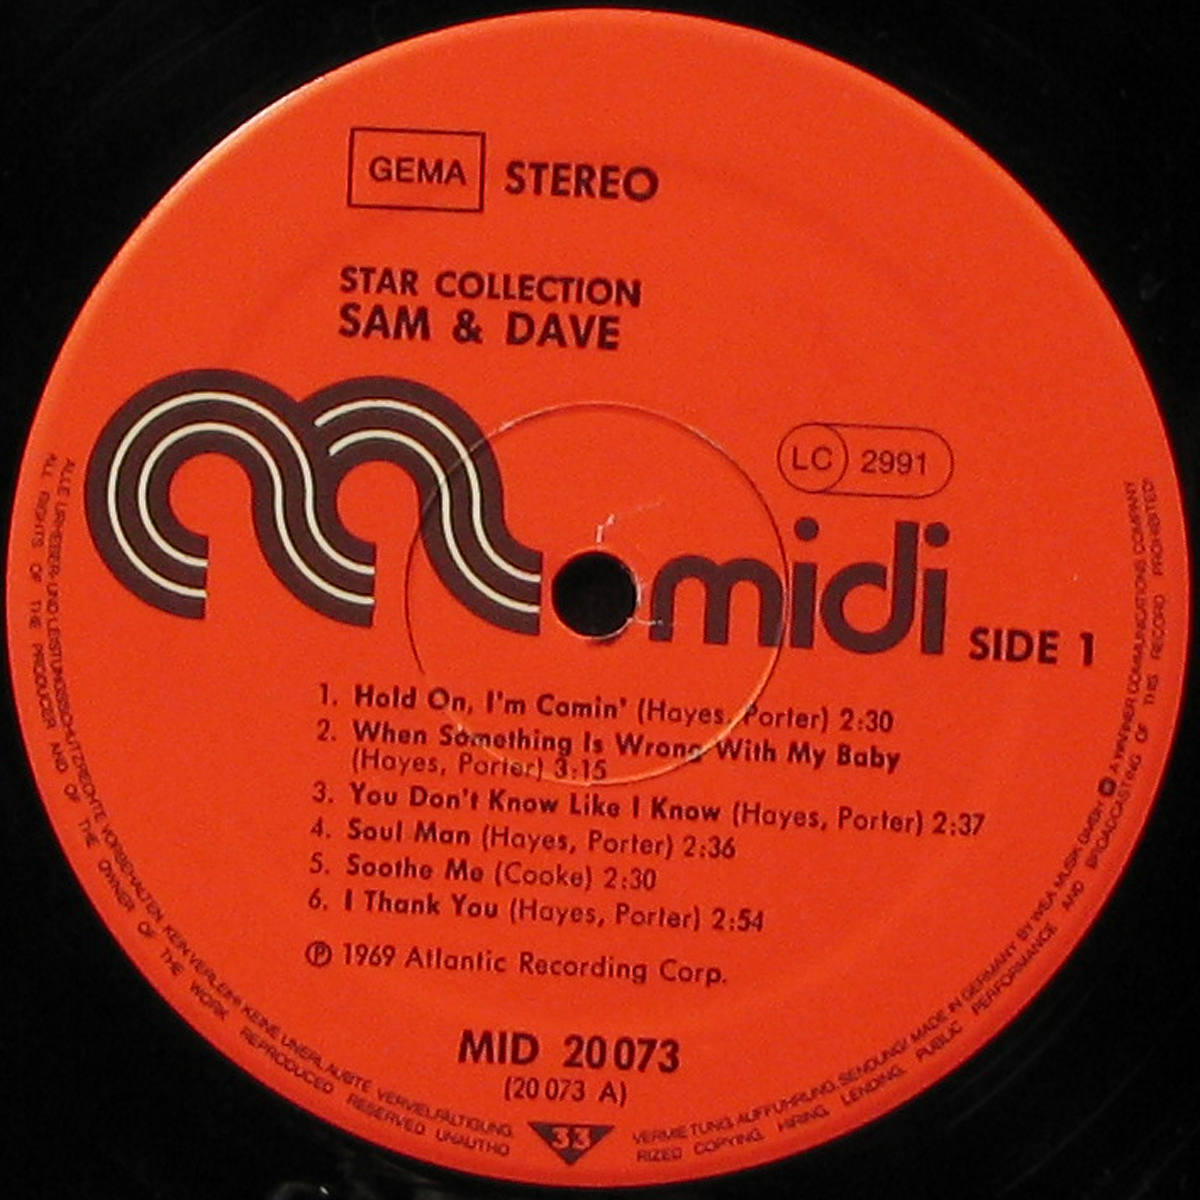 GEMA STEREO
STAR COLLECTION
SAM & DAVE
LC 2991
midi
SIDE 1
1. Hold On, I'm Comin' (Hayes, Porter) 2:30
2. When Something Is Wrong With My Baby
(Hayes, Porter) 3:15
3. You Don't Know Like I Know (Hayes, Porter) 2:37
4. Soul Man (Hayes, Porter) 2:36
5. Soothe Me (Cooke) 2:30
6. I Thank You (Hayes, Porter) 2:54
℗ 1969 Atlantic Recording Corp.
MID 20 073
(20 073 A)
33
ALLE URHEBER- UND LEISTUNGSSCHUTZRECHTE VORBEHALTEN. KEIN VERLEIH! KEINE UNERLAUBTE VERVIELFÄLTIGUNG, VERMIETUNG, AUFFÜHRUNG, SENDUNG! MADE IN GERMANY BY WEA MUSIK GMBH A WARNER COMMUNICATIONS COMPANY
ALL RIGHTS OF THE PRODUCER AND OF THE OWNER OF THE WORK REPRODUCED RESERVED UNAUTHORIZED COPYING, HIRING, LENDING, PUBLIC PERFORMANCE AND BROADCASTING OF THIS RECORD PROHIBITED!